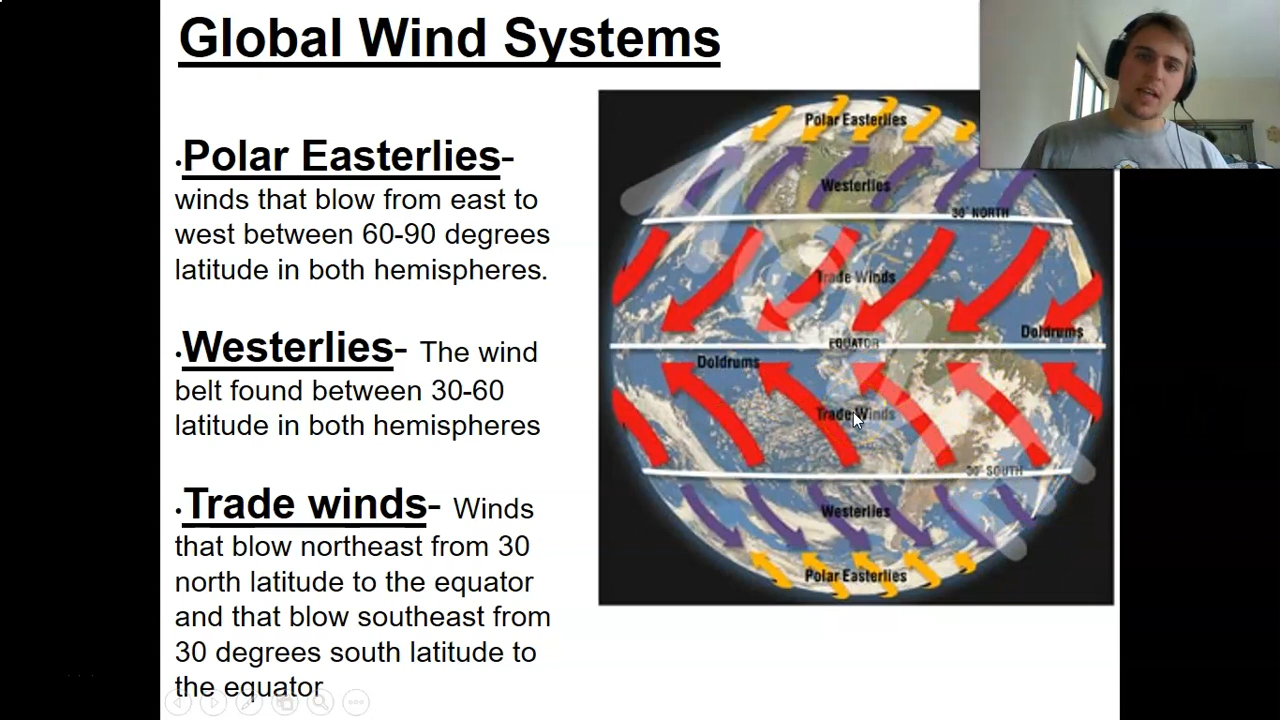 Global Wind Systems
•Polar Easterlies-
winds that blow from east to
west between 60-90 degrees
latitude in both hemispheres.
•Westerlies- The wind
belt found between 30-60
latitude in both hemispheres
•Trade winds- Winds
that blow northeast from 30
north latitude to the equator
and that blow southeast from
30 degrees south latitude to
the equator
Polar Easterlies
Westerlies
30° NORTH
Trade Winds
Doldrums
EQUATOR
Doldrums
Trade Winds
30° SOUTH
Westerlies
Polar Easterlies